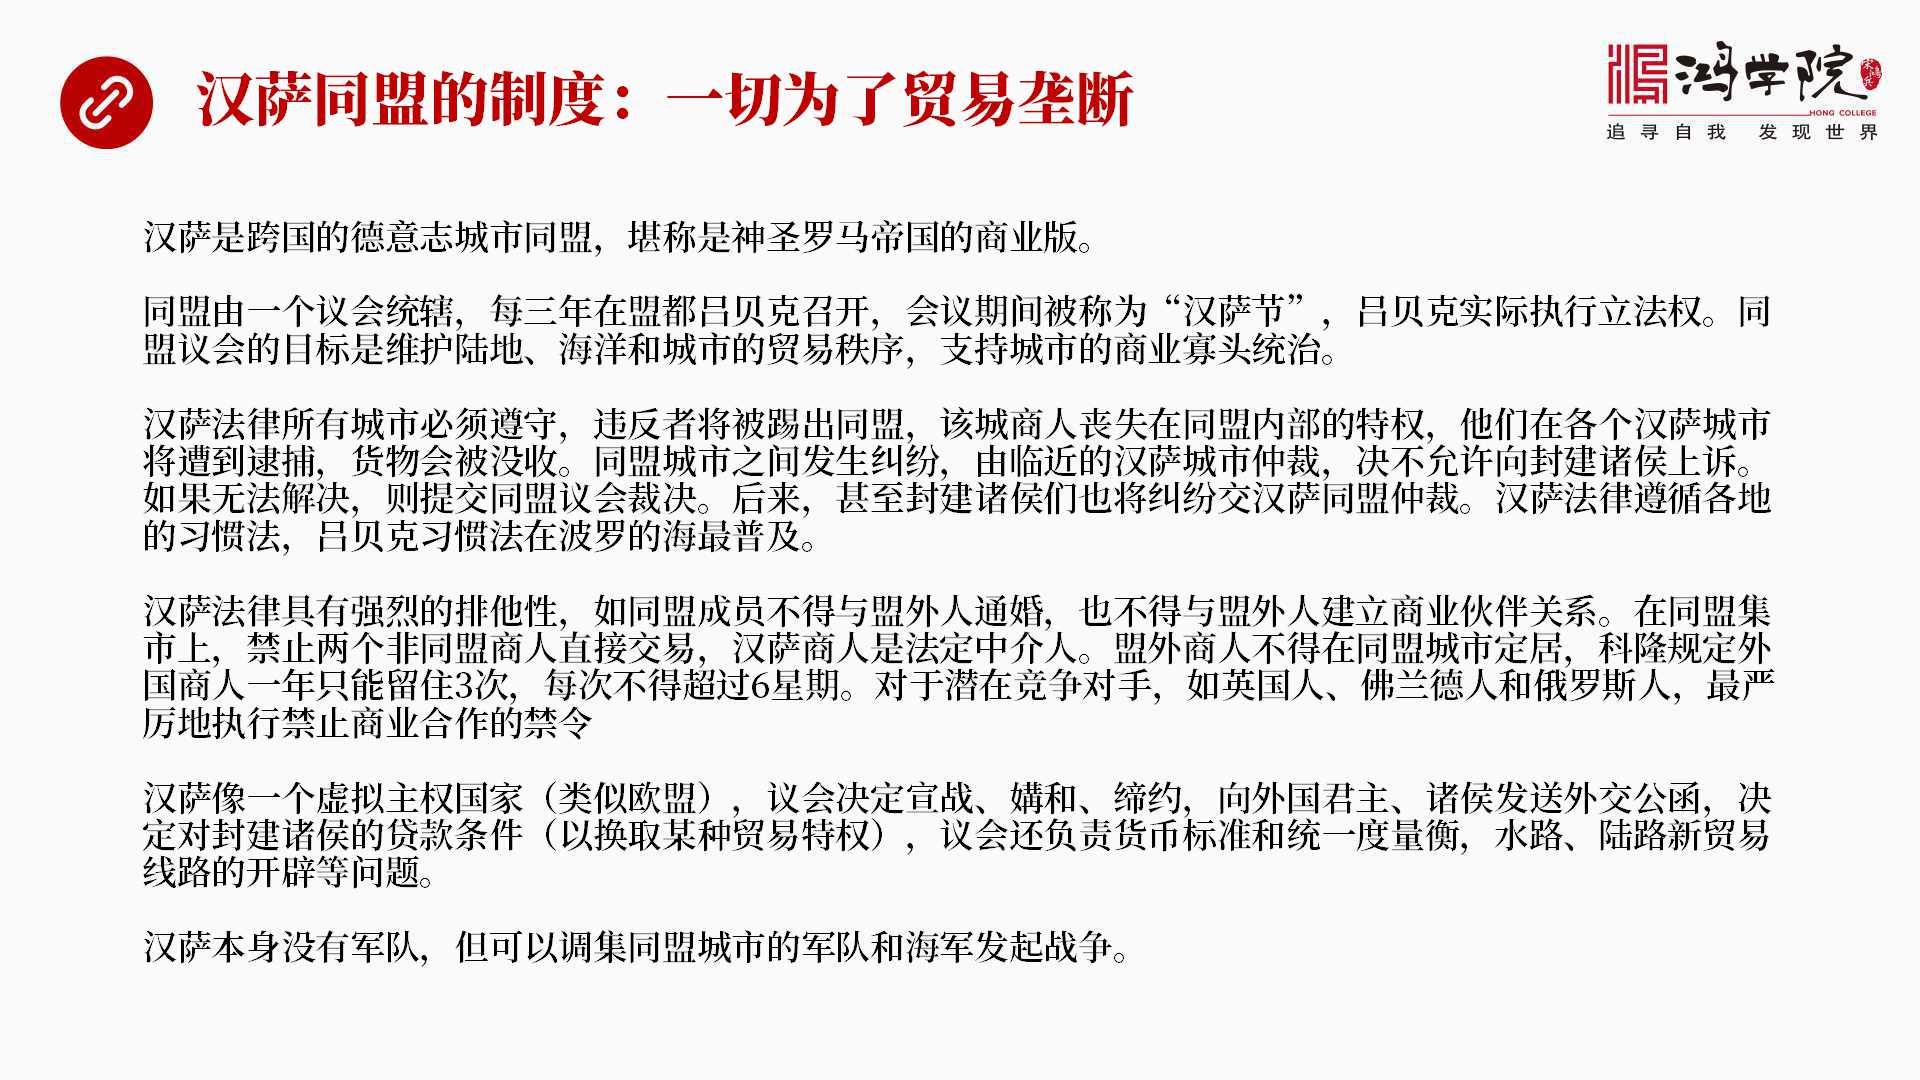 汉萨同盟的制度：一切为了贸易垄断
鸿学院
宋鸿兵
HONG COLLEGE
追寻自我 发现世界
汉萨是跨国的德意志城市同盟，堪称是神圣罗马帝国的商业版。
同盟由一个议会统辖，每三年在盟都吕贝克召开，会议期间被称为“汉萨节”，吕贝克实际执行立法权。同
盟议会的目标是维护陆地、海洋和城市的贸易秩序，支持城市的商业寡头统治。
汉萨法律所有城市必须遵守，违反者将被踢出同盟，该城商人丧失在同盟内部的特权，他们在各个汉萨城市
将遭到逮捕，货物会被没收。同盟城市之间发生纠纷，由临近的汉萨城市仲裁，决不允许向封建诸侯上诉。
如果无法解决，则提交同盟议会裁决。后来，甚至封建诸侯们也将纠纷交汉萨同盟仲裁。汉萨法律遵循各地
的习惯法，吕贝克习惯法在波罗的海最普及。
汉萨法律具有强烈的排他性，如同盟成员不得与盟外人通婚，也不得与盟外人建立商业伙伴关系。在同盟集
市上，禁止两个非同盟商人直接交易，汉萨商人是法定中介人。盟外商人不得在同盟城市定居，科隆规定外
国商人一年只能留住3次，每次不得超过6星期。对于潜在竞争对手，如英国人、佛兰德人和俄罗斯人，最严
厉地执行禁止商业合作的禁令
汉萨像一个虚拟主权国家（类似欧盟），议会决定宣战、媾和、缔约，向外国君主、诸侯发送外交公函，决
定对封建诸侯的贷款条件（以换取某种贸易特权），议会还负责货币标准和统一度量衡，水路、陆路新贸易
线路的开辟等问题。
汉萨本身没有军队，但可以调集同盟城市的军队和海军发起战争。